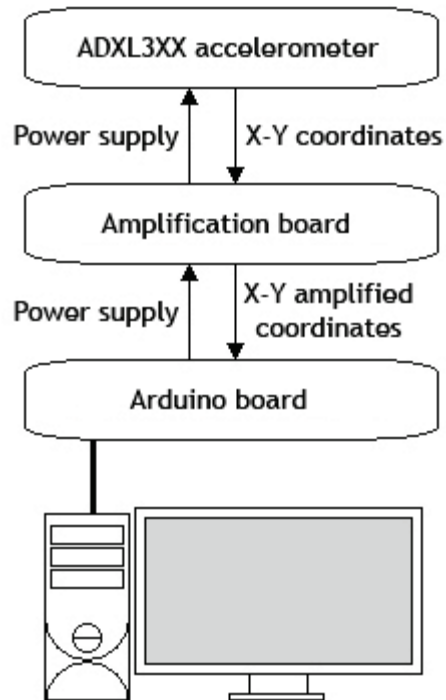 ADXL3XX accelerometer
Power supply
X-Y coordinates
Amplification board
Power supply
X-Y amplified
coordinates
Arduino board